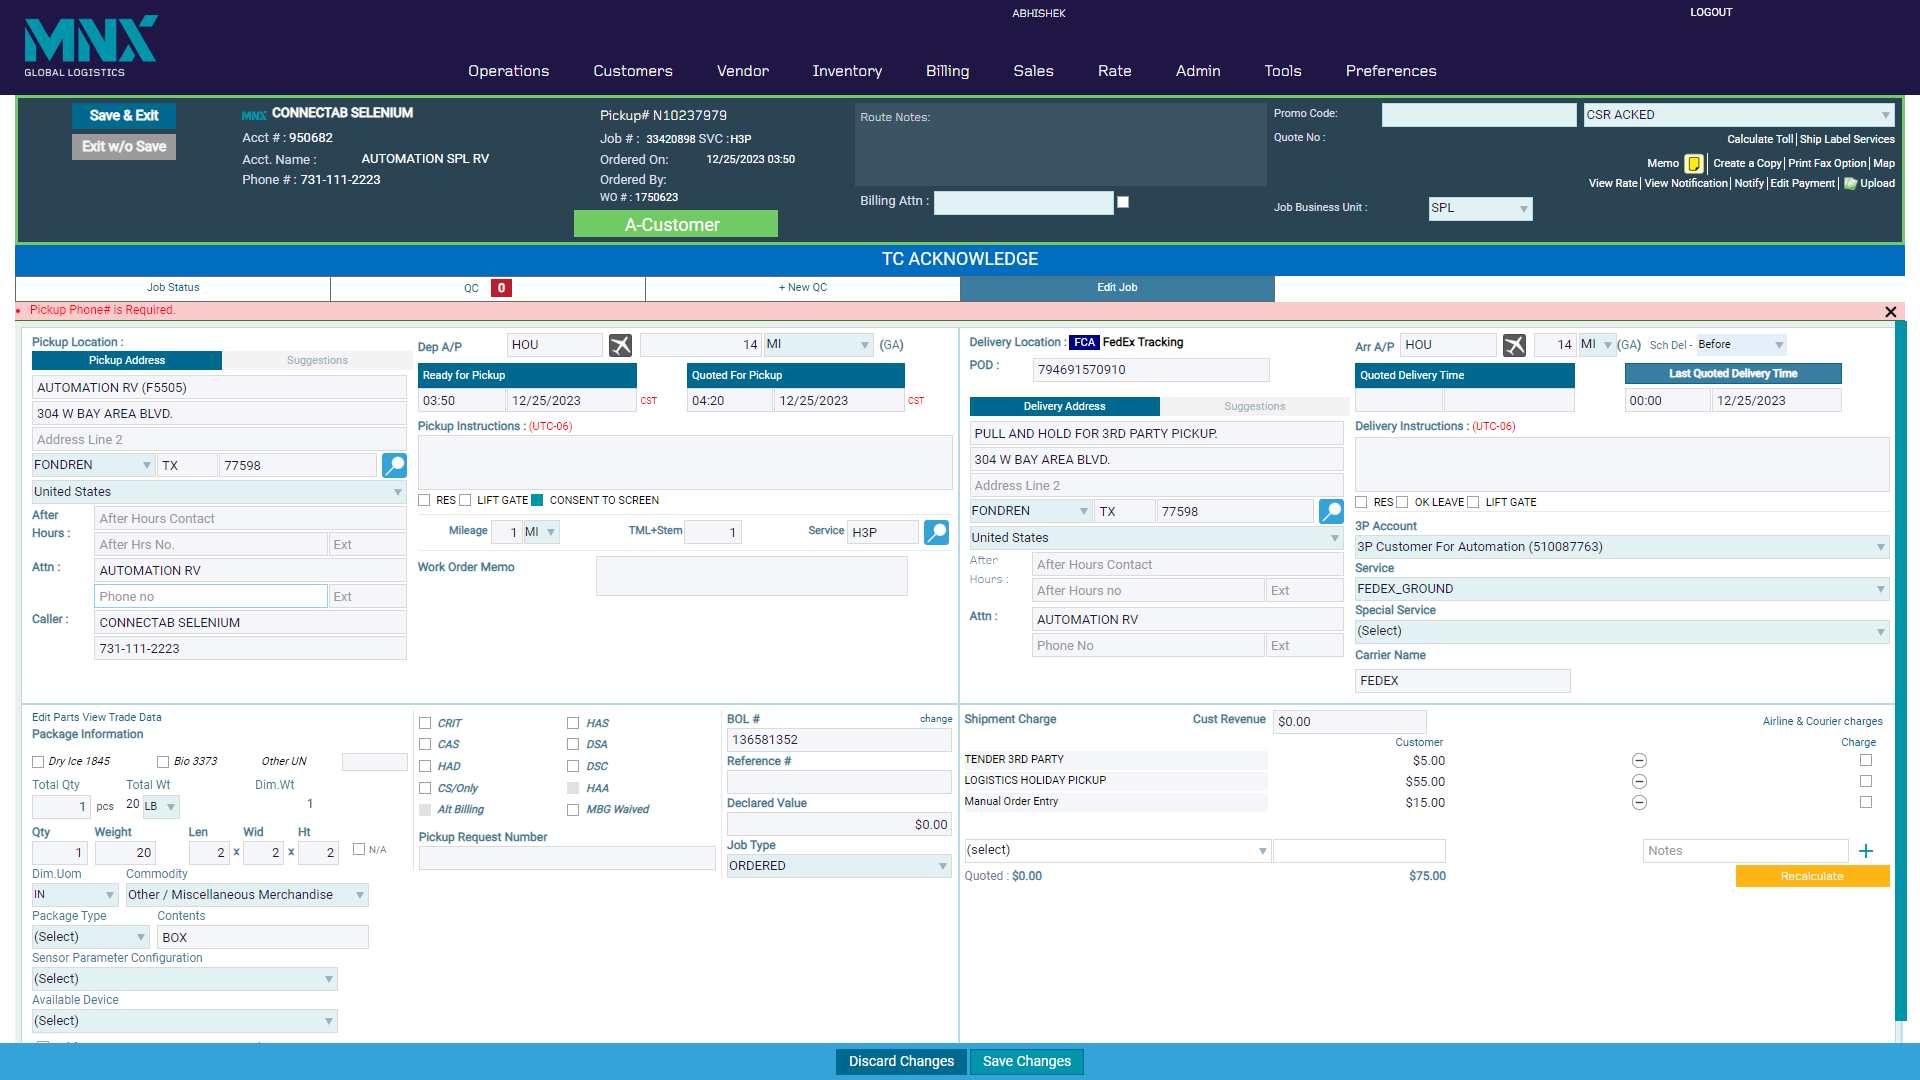 MNX
GLOBAL LOGISTICS
ABHISHEK
LOGOUT
Operations
Customers
Vendor
Inventory
Billing
Sales
Rate
Admin
Tools
Preferences
Save & Exit
Exit w/o Save
MNX CONNECTAB SELENIUM
Acct # : 950682
Acct. Name : AUTOMATION SPL RV
Phone # : 731-111-2223
Pickup# N10237979
Job # : 33420898 SVC : H3P
Ordered On: 12/25/2023 03:50
Ordered By:
WO # : 1750623
A-Customer
Route Notes:
Billing Attn :
Promo Code:
CSR ACKED
Quote No :
Calculate Toll | Ship Label Services
Memo | Create a Copy | Print Fax Option | Map
View Rate | View Notification | Notify | Edit Payment | Upload
Job Business Unit : SPL
TC ACKNOWLEDGE
Job Status
QC 0
+ New QC
Edit Job
Pickup Phone# is Required.
Pickup Location :
Pickup Address
Suggestions
AUTOMATION RV (F5505)
304 W BAY AREA BLVD.
Address Line 2
FONDREN TX 77598
United States
After Hours :
After Hours Contact
After Hrs No. Ext
Attn : AUTOMATION RV
Phone no Ext
Caller : CONNECTAB SELENIUM
731-111-2223
Dep A/P HOU 14 MI (GA)
Ready for Pickup
03:50 12/25/2023 CST
Quoted For Pickup
04:20 12/25/2023 CST
Pickup Instructions : (UTC-06)
RES LIFT GATE CONSENT TO SCREEN
Mileage 1 MI TML+Stem 1 Service H3P
Work Order Memo
Delivery Location : FCA FedEx Tracking
POD : 794691570910
Delivery Address
Suggestions
PULL AND HOLD FOR 3RD PARTY PICKUP.
304 W BAY AREA BLVD.
Address Line 2
FONDREN TX 77598
United States
After Hours :
After Hours Contact
After Hours no Ext
Attn : AUTOMATION RV
Phone No Ext
Arr A/P HOU 14 MI (GA) Sch Del - Before
Quoted Delivery Time
Last Quoted Delivery Time
00:00 12/25/2023
Delivery Instructions : (UTC-06)
RES OK LEAVE LIFT GATE
3P Account
3P Customer For Automation (510087763)
Service
FEDEX_GROUND
Special Service
(Select)
Carrier Name
FEDEX
Edit Parts View Trade Data
Package Information
Dry Ice 1845 Bio 3373 Other UN
Total Qty Total Wt Dim.Wt
1 pcs 20 LB 1
Qty Weight Len Wid Ht
1 20 2 x 2 x 2 N/A
Dim.Uom Commodity
IN Other / Miscellaneous Merchandise
Package Type Contents
(Select) BOX
Sensor Parameter Configuration
(Select)
Available Device
(Select)
CRIT HAS
CAS DSA
HAD DSC
CS/Only HAA
Alt Billing MBG Waived
Pickup Request Number
BOL # change
136581352
Reference #
Declared Value
$0.00
Job Type
ORDERED
Shipment Charge Cust Revenue $0.00 Airline & Courier charges
Customer Charge
TENDER 3RD PARTY $5.00
LOGISTICS HOLIDAY PICKUP $55.00
Manual Order Entry $15.00
(select) Notes +
Quoted : $0.00 $75.00
Recalculate
Discard Changes
Save Changes